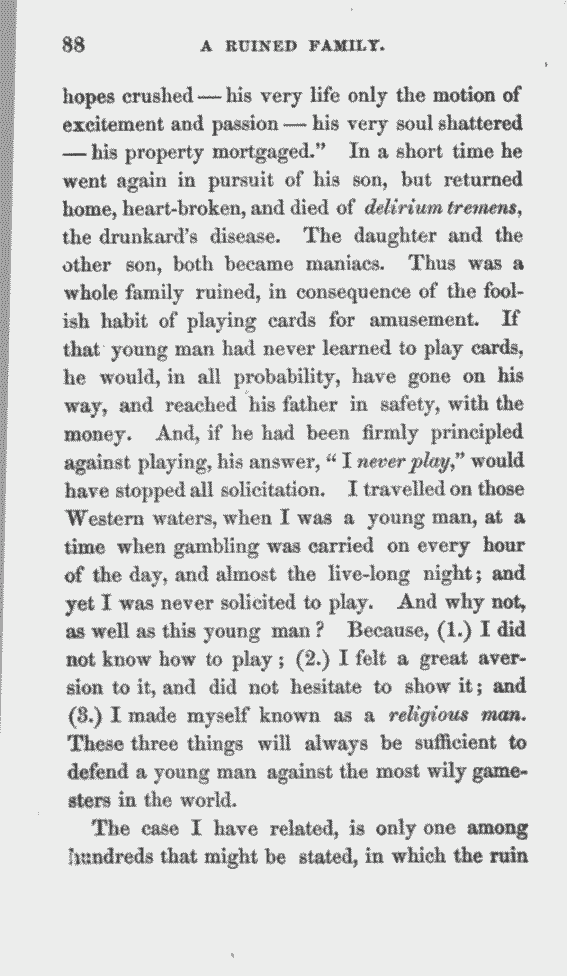 88 A RUINED FAMILY.
hopes crushed — his very life only the motion of
excitement and passion — his very soul shattered
— his property mortgaged." In a short time he
went again in pursuit of his son, but returned
home, heart-broken, and died of delirium tremens,
the drunkard's disease. The daughter and the
other son, both became maniacs. Thus was a
whole family ruined, in consequence of the fool-
ish habit of playing cards for amusement. If
that young man had never learned to play cards,
he would, in all probability, have gone on his
way, and reached his father in safety, with the
money. And, if he had been firmly principled
against playing, his answer, "I never play," would
have stopped all solicitation. I travelled on those
Western waters, when I was a young man, at a
time when gambling was carried on every hour
of the day, and almost the live-long night; and
yet I was never solicited to play. And why not,
as well as this young man? Because, (1.) I did
not know how to play; (2.) I felt a great aver-
sion to it, and did not hesitate to show it; and
(3.) I made myself known as a religious man.
These three things will always be sufficient to
defend a young man against the most wily game-
sters in the world.
The case I have related, is only one among
hundreds that might be stated, in which the ruin